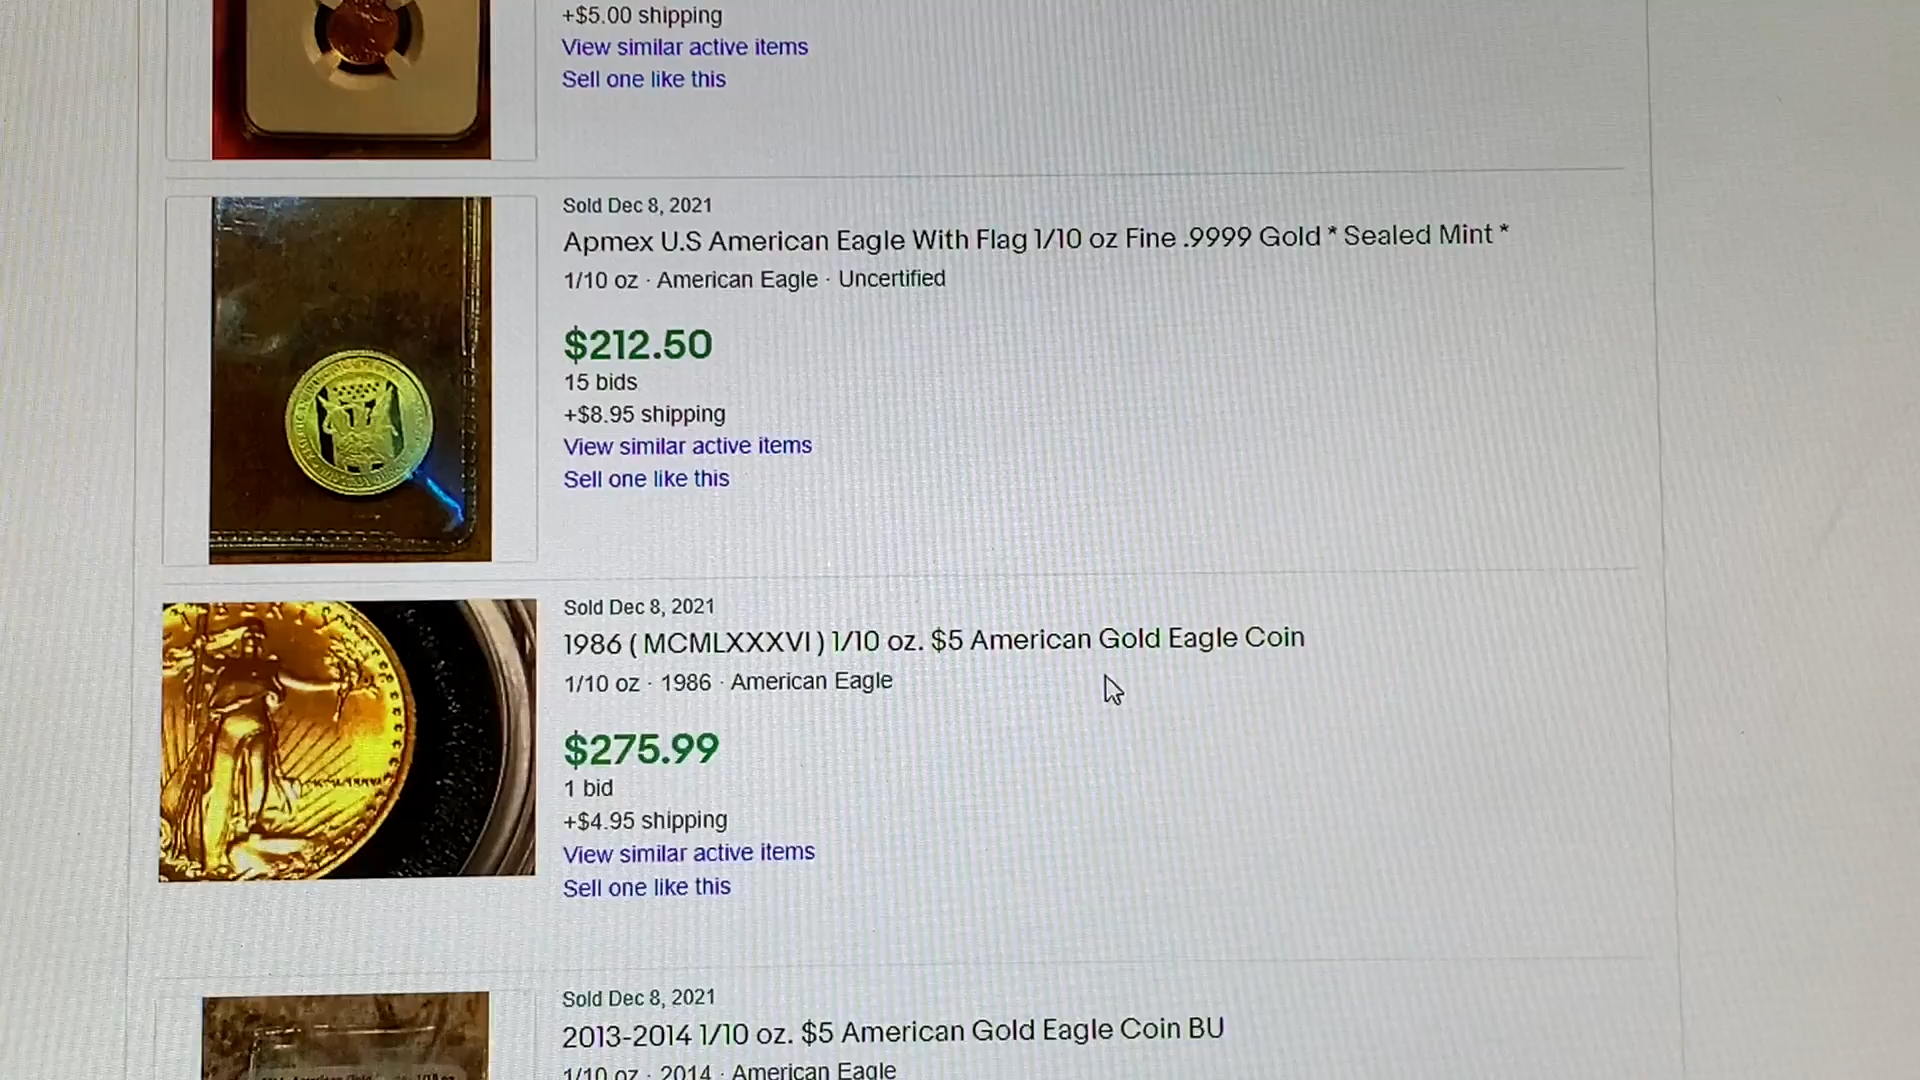 +$5.00 shipping
View similar active items
Sell one like this
Sold Dec 8, 2021
Apmex U.S American Eagle With Flag 1/10 oz Fine .9999 Gold * Sealed Mint *
1/10 oz · American Eagle · Uncertified
$212.50
15 bids
+$8.95 shipping
View similar active items
Sell one like this
Sold Dec 8, 2021
1986 ( MCMLXXXVI ) 1/10 oz. $5 American Gold Eagle Coin
1/10 oz · 1986 · American Eagle
$275.99
1 bid
+$4.95 shipping
View similar active items
Sell one like this
Sold Dec 8, 2021
2013-2014 1/10 oz. $5 American Gold Eagle Coin BU
1/10 oz · 2014 · American Eagle